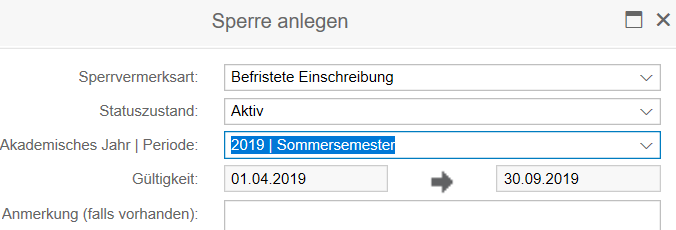 Sperre anlegen
Sperrvermerksart: Befristete Einschreibung
Statuszustand: Aktiv
Akademisches Jahr | Periode: 2019 | Sommersemester
Gültigkeit: 01.04.2019 30.09.2019
Anmerkung (falls vorhanden):